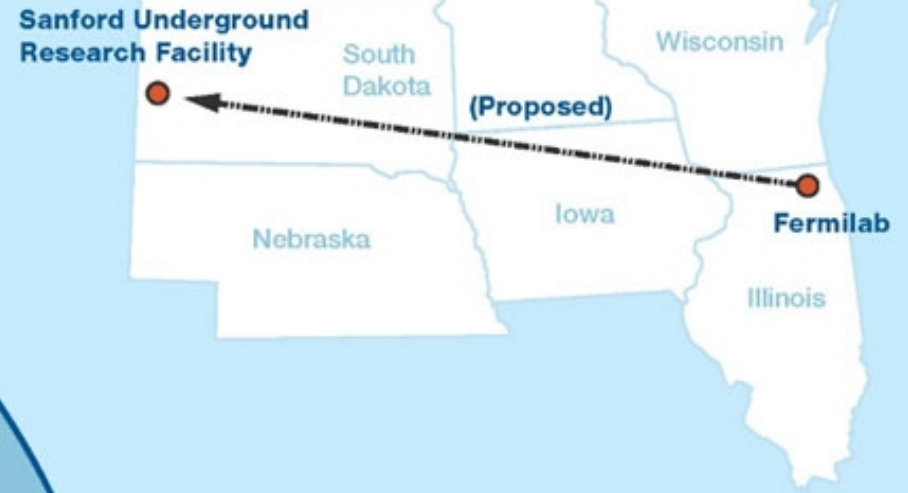 Sanford Underground
Research Facility
South
Dakota
Wisconsin
(Proposed)
Iowa
Fermilab
Nebraska
Illinois